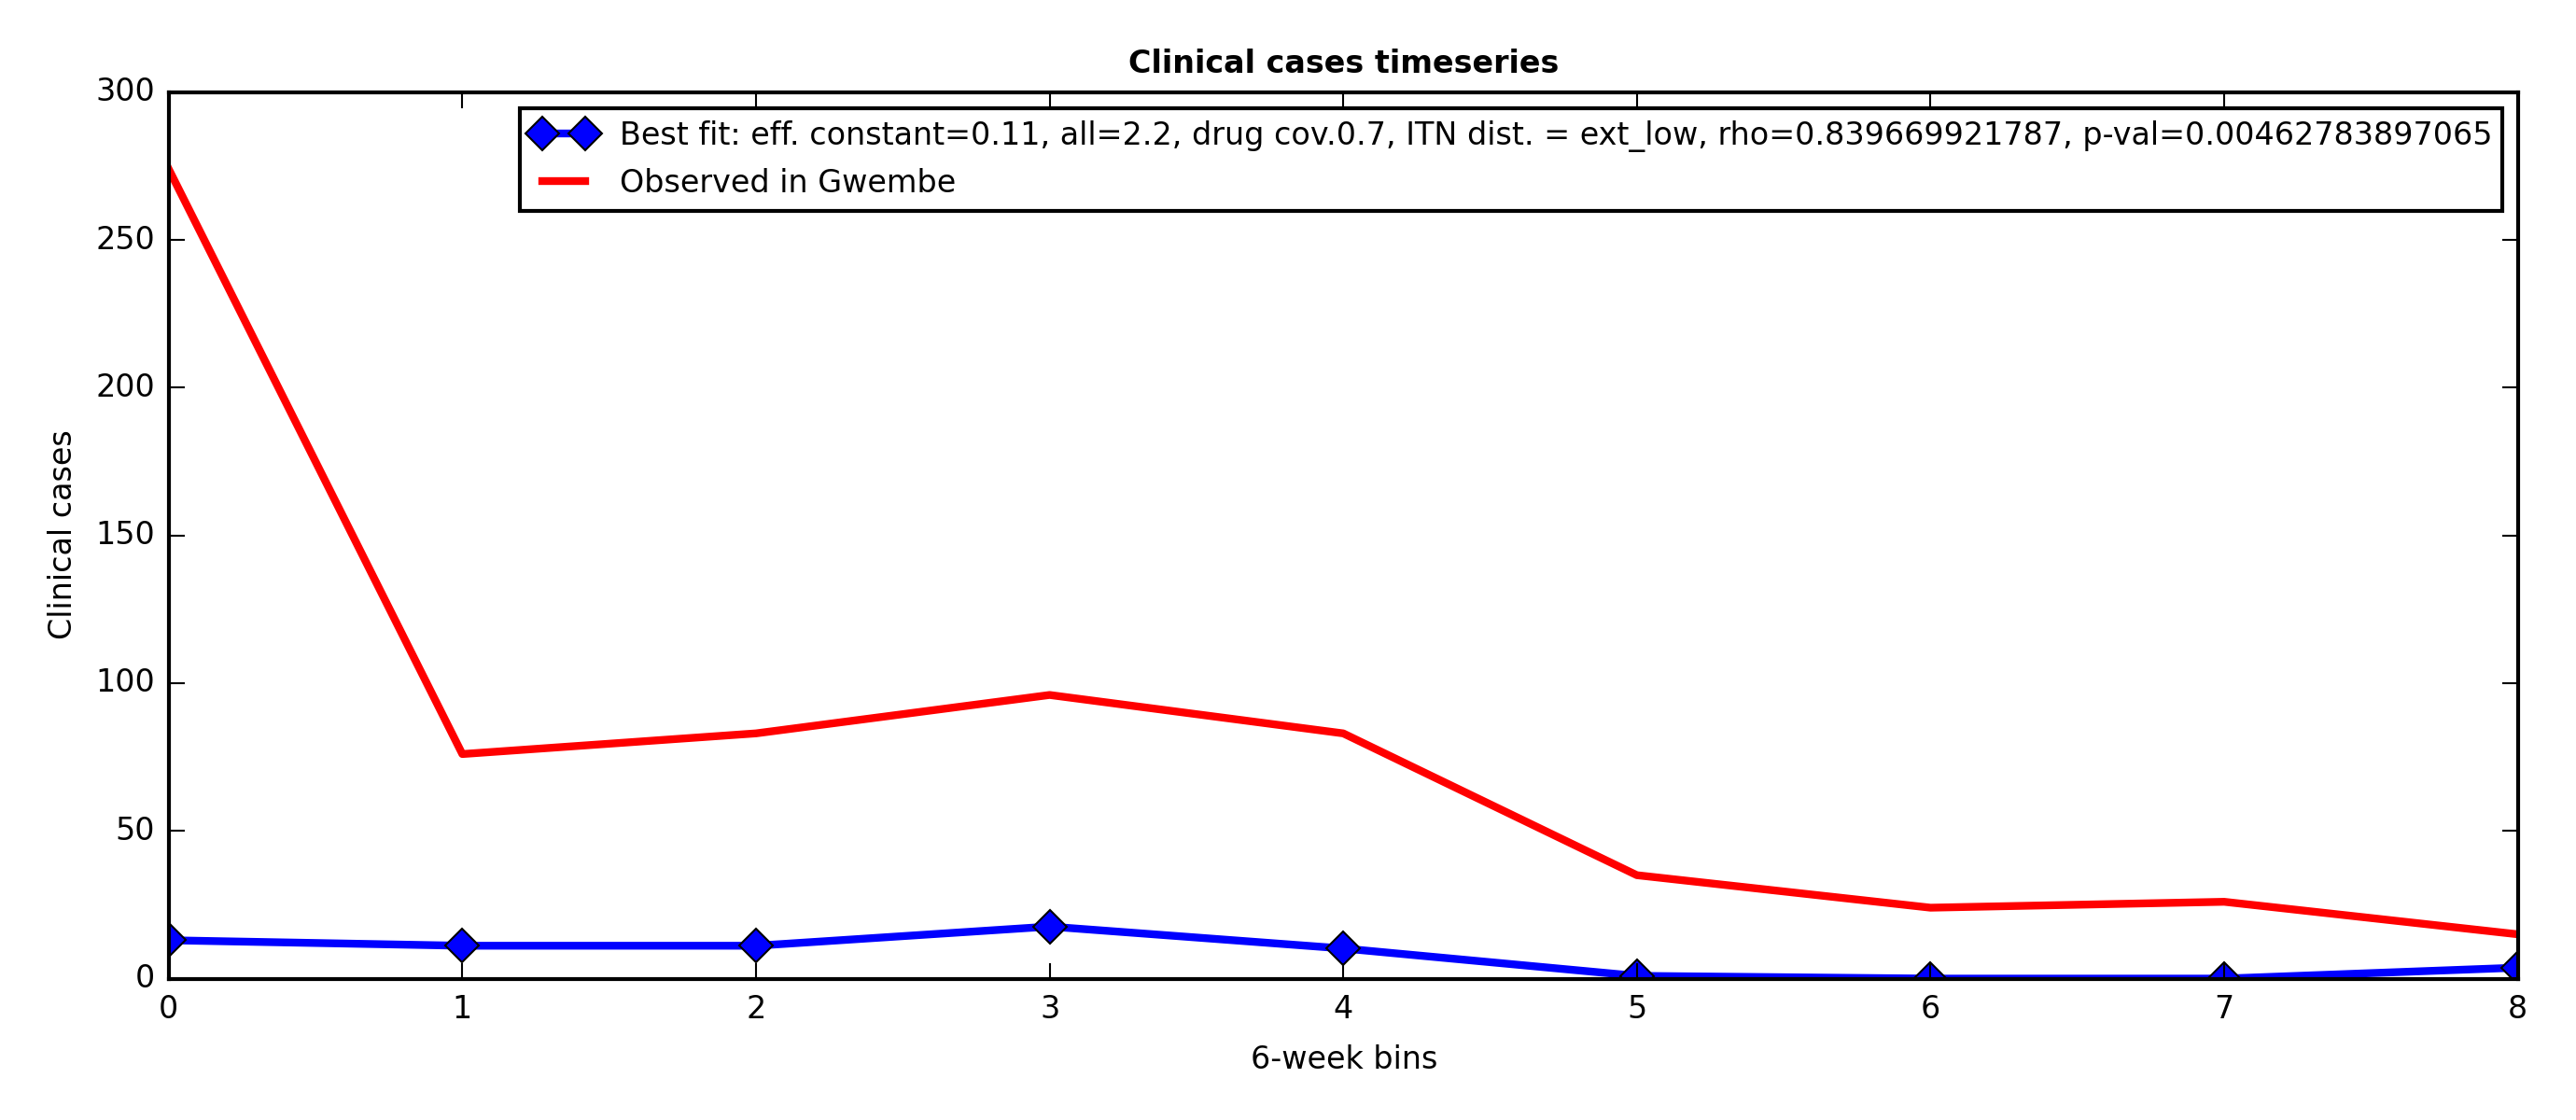 Clinical cases timeseries
300
Best fit: eff. constant=0.11, all=2.2, drug cov.0.7, ITN dist. = ext_low, rho=0.839669921787, p-val=0.00462783897065
Observed in Gwembe
250
200
150
100
50
0
Clinical cases
0 1 2 3 4 5 6 7 8
6-week bins